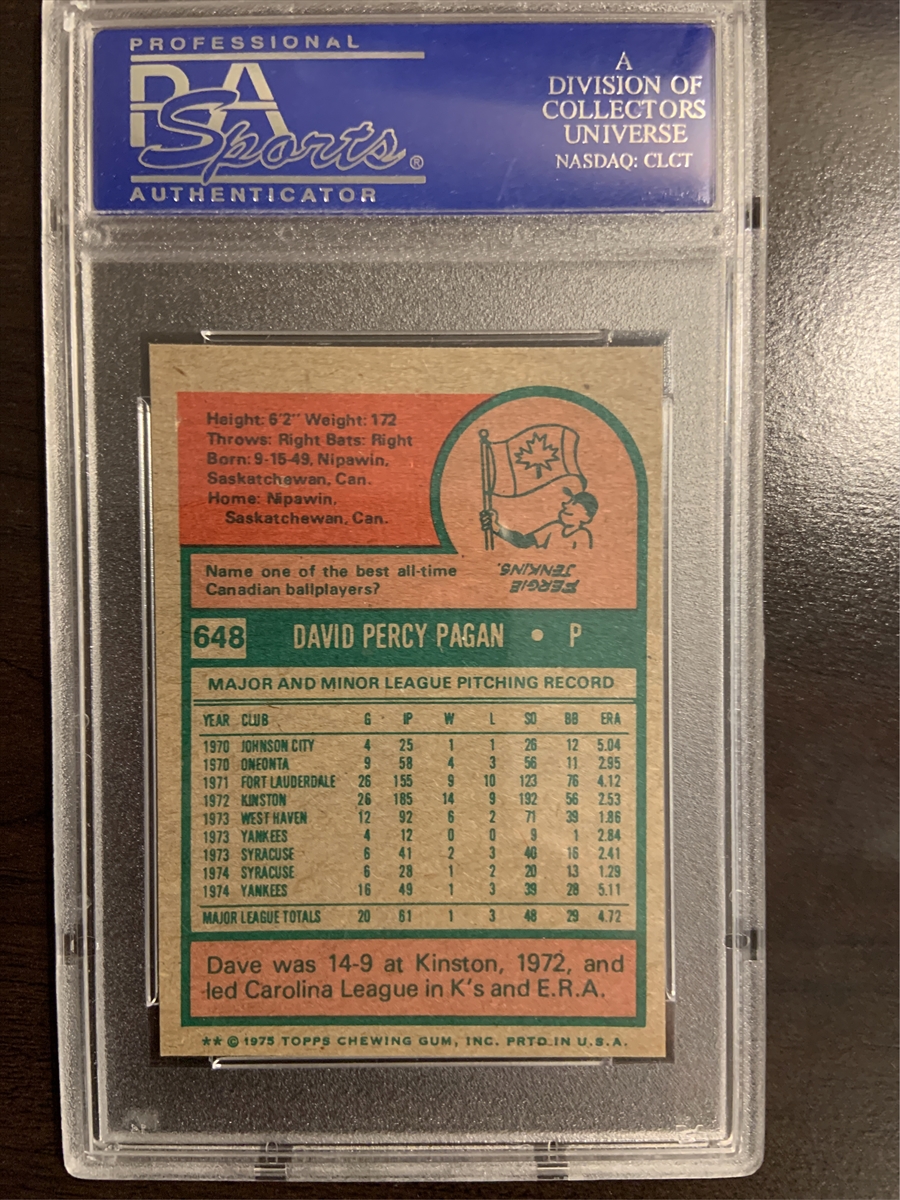 PROFESSIONAL
PSA
Sports®
AUTHENTICATOR
A
DIVISION OF
COLLECTORS
UNIVERSE
NASDAQ: CLCT
Height: 6'2" Weight: 172
Throws: Right Bats: Right
Born: 9-15-49, Nipawin,
Saskatchewan, Can.
Home: Nipawin,
Saskatchewan, Can.
Name one of the best all-time
Canadian ballplayers?
FERGIE
JENKINS.
648 DAVID PERCY PAGAN • P
MAJOR AND MINOR LEAGUE PITCHING RECORD
YEAR CLUB G IP W L SO BB ERA
1970 JOHNSON CITY 4 25 1 1 26 12 5.04
1970 ONEONTA 9 58 4 3 56 11 2.95
1971 FORT LAUDERDALE 26 155 9 10 123 76 4.12
1972 KINSTON 26 185 14 9 192 56 2.53
1973 WEST HAVEN 12 92 6 2 71 39 1.86
1973 YANKEES 4 12 0 0 9 1 2.84
1973 SYRACUSE 6 41 2 3 40 16 2.41
1974 SYRACUSE 6 28 1 2 20 13 1.29
1974 YANKEES 16 49 1 3 39 28 5.11
MAJOR LEAGUE TOTALS 20 61 1 3 48 29 4.72
Dave was 14-9 at Kinston, 1972, and
led Carolina League in K's and E.R.A.
** © 1975 TOPPS CHEWING GUM, INC. PRTD. IN U.S.A.